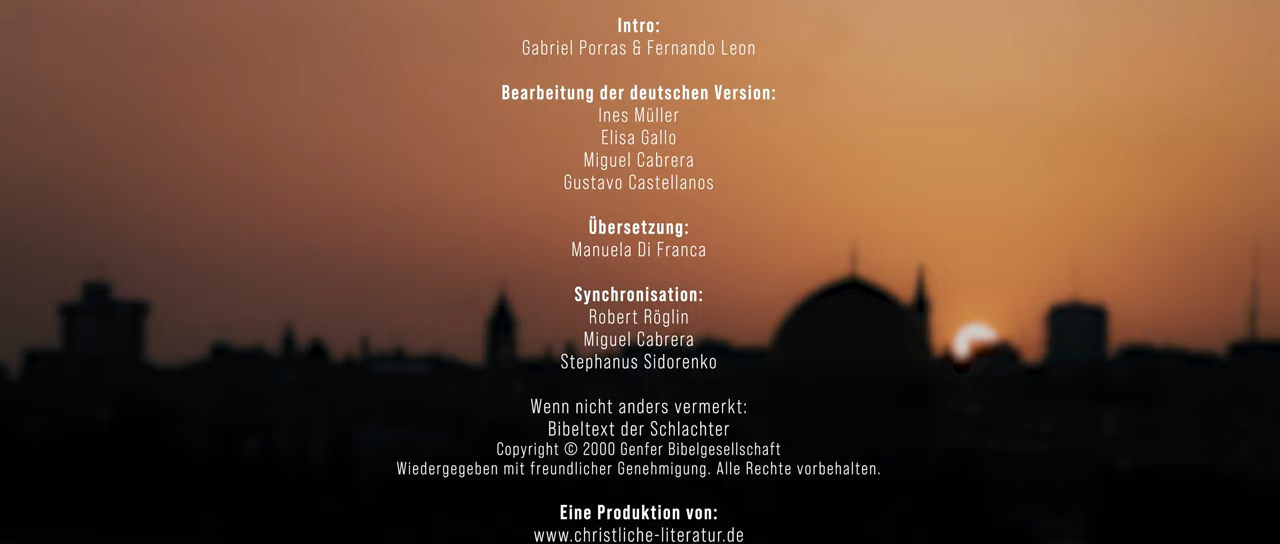 Intro:
Gabriel Porras & Fernando Leon
Bearbeitung der deutschen Version:
Ines Müller
Elisa Gallo
Miguel Cabrera
Gustavo Castellanos
Übersetzung:
Manuela Di Franca
Synchronisation:
Robert Röglin
Miguel Cabrera
Stephanus Sidorenko
Wenn nicht anders vermerkt:
Bibeltext der Schlachter
Copyright © 2000 Genfer Bibelgesellschaft
Wiedergegeben mit freundlicher Genehmigung. Alle Rechte vorbehalten.
Eine Produktion von:
www.christliche-literatur.de